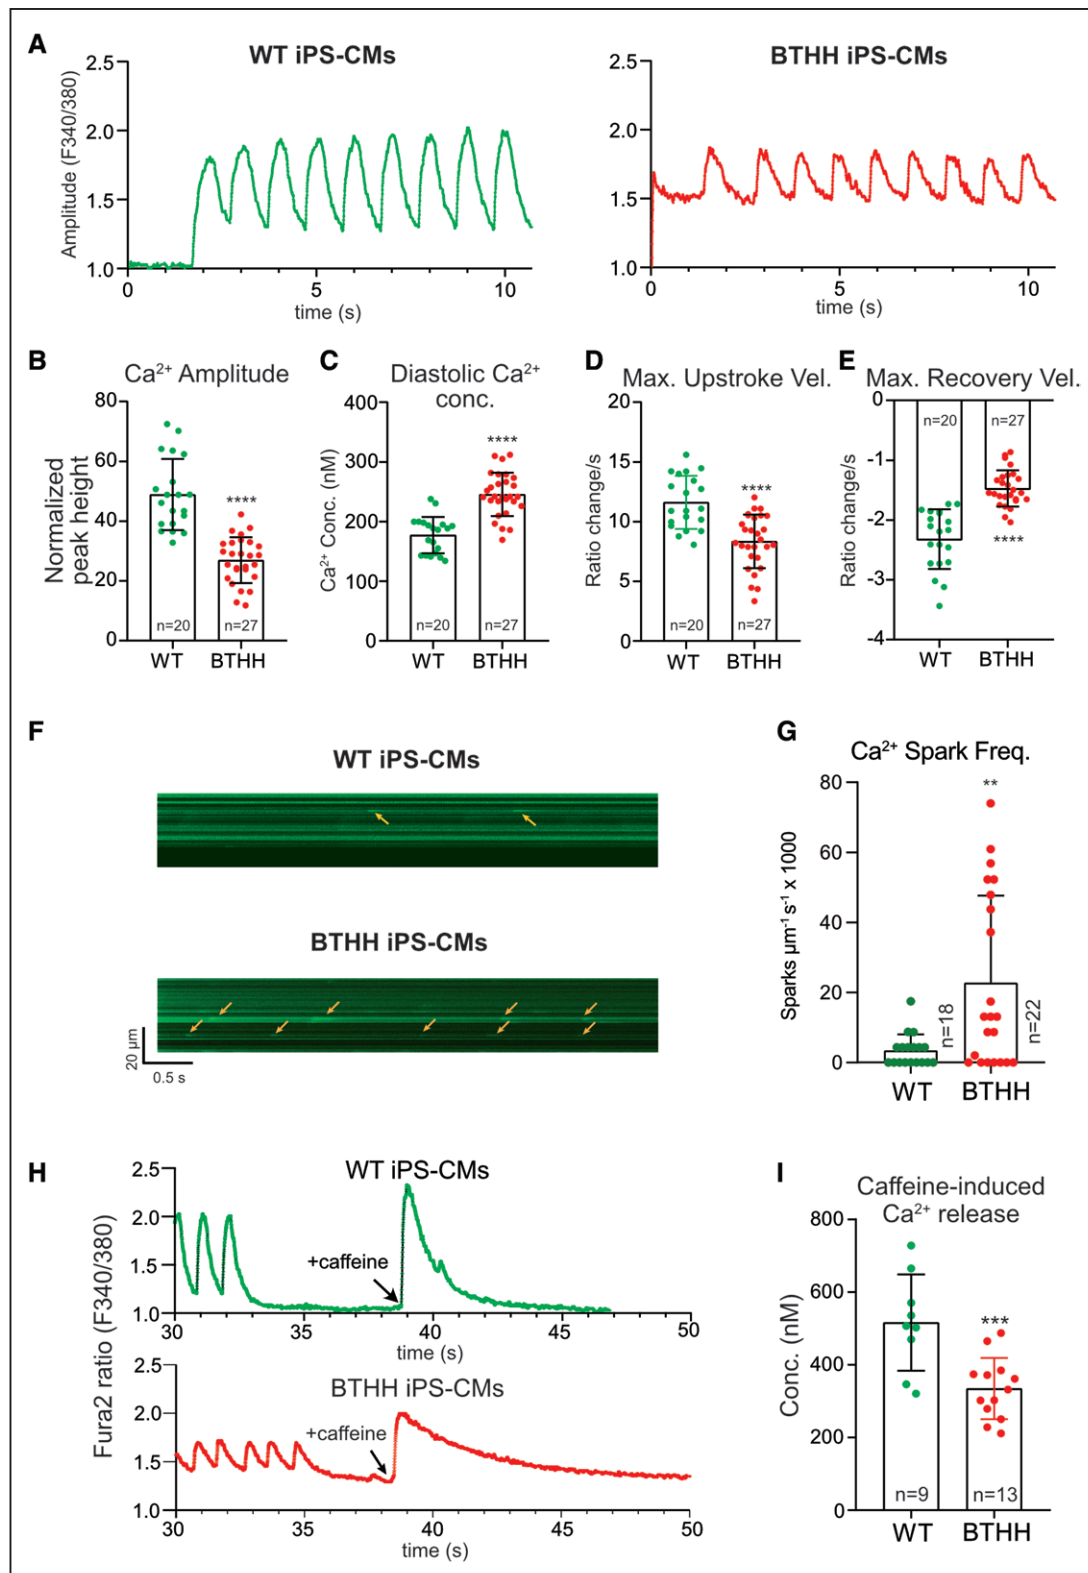 A
WT iPS-CMs
BTHH iPS-CMs
Amplitude (F340/380)
2.5
2.0
1.5
1.0
0
5
10
time (s)
2.5
2.0
1.5
1.0
0
5
10
time (s)
B
Ca²⁺ Amplitude
Normalized
peak height
80
60
40
20
0
****
n=20
n=27
WT
BTHH
C
Diastolic Ca²⁺
conc.
Ca²⁺ Conc. (nM)
400
300
200
100
0
****
n=20
n=27
WT
BTHH
D
Max. Upstroke Vel.
Ratio change/s
20
15
10
5
0
****
n=20
n=27
WT
BTHH
E
Max. Recovery Vel.
Ratio change/s
0
-1
-2
-3
-4
n=20
n=27
****
WT
BTHH
F
WT iPS-CMs
BTHH iPS-CMs
20 µm
0.5 s
G
Ca²⁺ Spark Freq.
Sparks µm⁻¹ s⁻¹ x 1000
80
60
40
20
0
**
n=18
n=22
WT
BTHH
H
Fura2 ratio (F340/380)
WT iPS-CMs
2.5
2.0
1.5
1.0
+caffeine
30
35
40
45
50
time (s)
BTHH iPS-CMs
2.5
2.0
1.5
1.0
+caffeine
30
35
40
45
50
time (s)
I
Caffeine-induced
Ca²⁺ release
Conc. (nM)
800
600
400
200
0
***
n=9
n=13
WT
BTHH